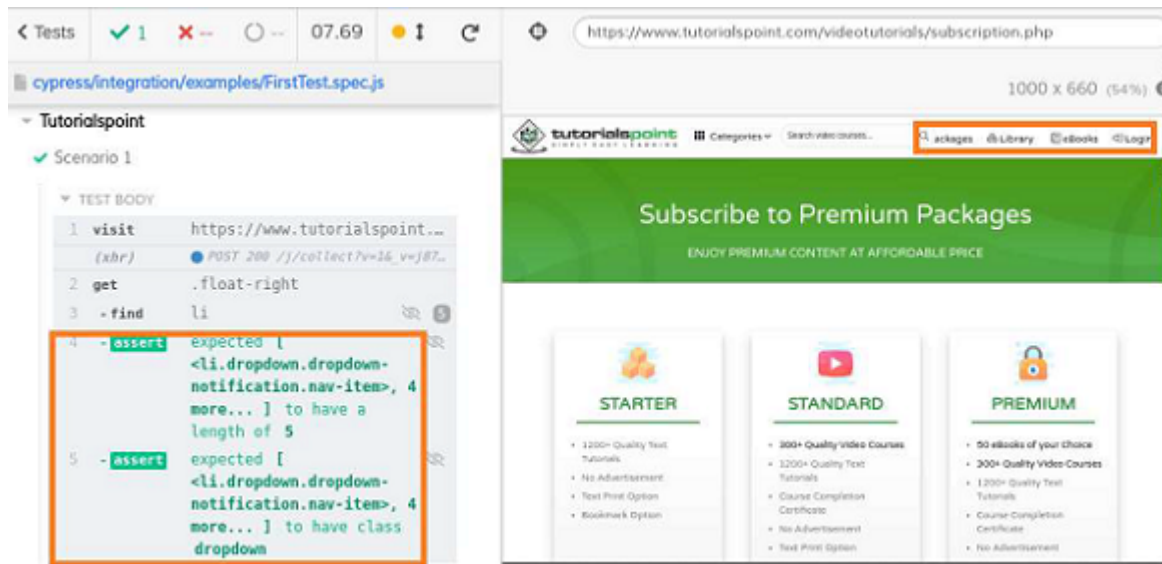 Tests 1 -- -- 07.69
cypress/integration/examples/FirstTest.spec.js
Tutorialspoint
Scenario 1
TEST BODY
1 visit https://www.tutorialspoint.…
(xhr) POST 200 /j/collect?v=1&_v=j87…
2 get .float-right
3 -find li 5
4 -assert expected [
<li.dropdown.dropdown-
notification.nav-item>, 4
more... ] to have a
length of 5
5 -assert expected [
<li.dropdown.dropdown-
notification.nav-item>, 4
more... ] to have class
dropdown
https://www.tutorialspoint.com/videotutorials/subscription.php
1000 x 660 (54%)
tutorialspoint Categories Search video courses... ackages Library eBooks Login
SIMPLY EASY LEARNING
Subscribe to Premium Packages
ENJOY PREMIUM CONTENT AT AFFORDABLE PRICE
STARTER
1200+ Quality Text
Tutorials
No Advertisement
Text Print Option
Bookmark Option
STANDARD
300+ Quality Video Courses
1200+ Quality Text
Tutorials
Course Completion
Certificate
No Advertisement
Text Print Option
PREMIUM
50 eBooks of your Choice
300+ Quality Video Courses
1200+ Quality Text
Tutorials
Course Completion
Certificate
No Advertisement